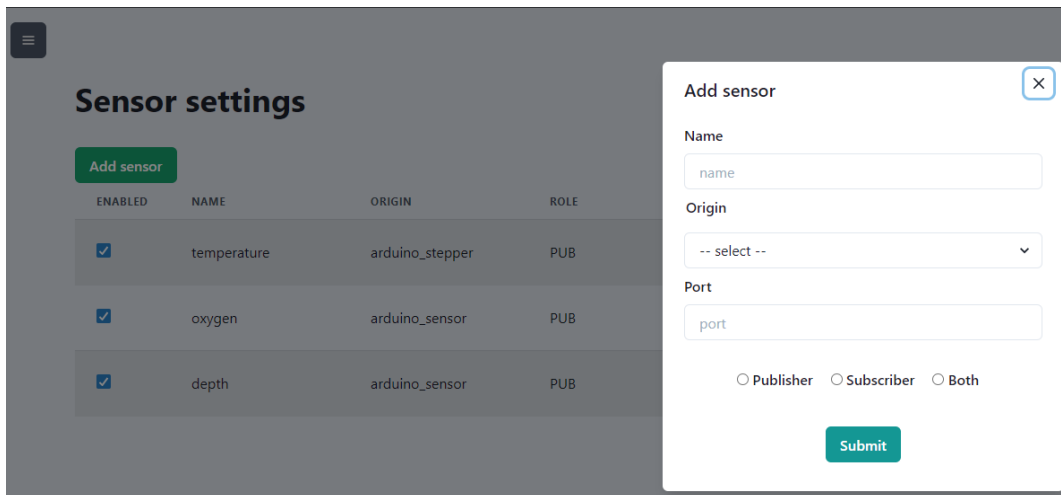 Sensor settings
Add sensor
ENABLED NAME ORIGIN ROLE
temperature arduino_stepper PUB
oxygen arduino_sensor PUB
depth arduino_sensor PUB
Add sensor
Name
name
Origin
-- select --
Port
port
Publisher Subscriber Both
Submit